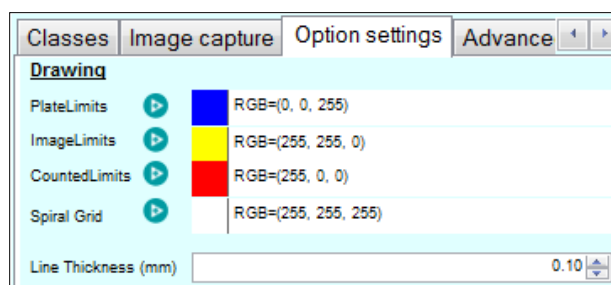 Classes Image capture Option settings Advance
Drawing
PlateLimits RGB=(0, 0, 255)
ImageLimits RGB=(255, 255, 0)
CountedLimits RGB=(255, 0, 0)
Spiral Grid RGB=(255, 255, 255)
Line Thickness (mm) 0.10